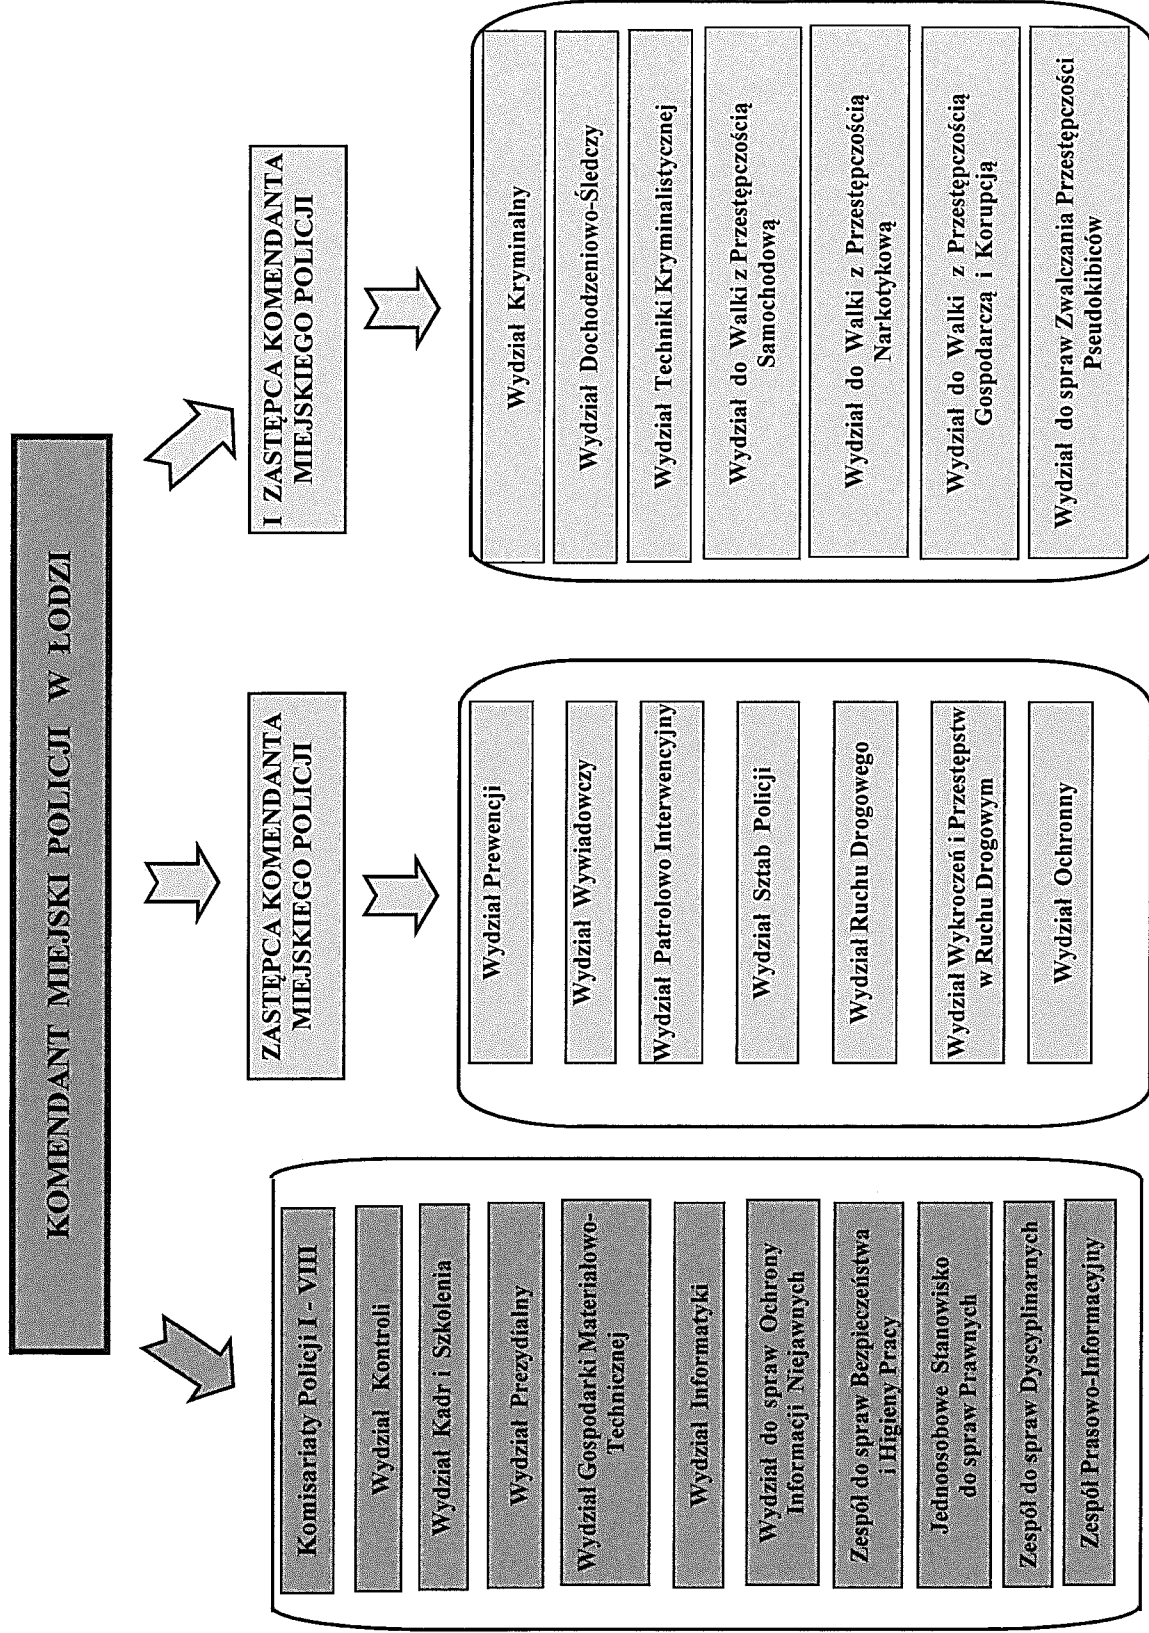 KOMENDANT MIEJSKI POLICJI W ŁODZI
Komisariaty Policji I - VIII
Wydział Kontroli
Wydział Kadr i Szkolenia
Wydział Prezydialny
Wydział Gospodarki Materiałowo-
Technicznej
Wydział Informatyki
Wydział do spraw Ochrony
Informacji Niejawnych
Zespół do spraw Bezpieczeństwa
i Higieny Pracy
Jednoosobowe Stanowisko
do spraw Prawnych
Zespół do spraw Dyscyplinarnych
Zespół Prasowo-Informacyjny
ZASTĘPCA KOMENDANTA
MIEJSKIEGO POLICJI
Wydział Prewencji
Wydział Wywiadowczy
Wydział Patrolowo Interwencyjny
Wydział Sztab Policji
Wydział Ruchu Drogowego
Wydział Wykroczeń i Przestępstw
w Ruchu Drogowym
Wydział Ochronny
I ZASTĘPCA KOMENDANTA
MIEJSKIEGO POLICJI
Wydział Kryminalny
Wydział Dochodzeniowo-Śledczy
Wydział Techniki Kryminalistycznej
Wydział do Walki z Przestępczością
Samochodową
Wydział do Walki z Przestępczością
Narkotykową
Wydział do Walki z Przestępczością
Gospodarczą i Korupcją
Wydział do spraw Zwalczania Przestępczości
Pseudokibiców